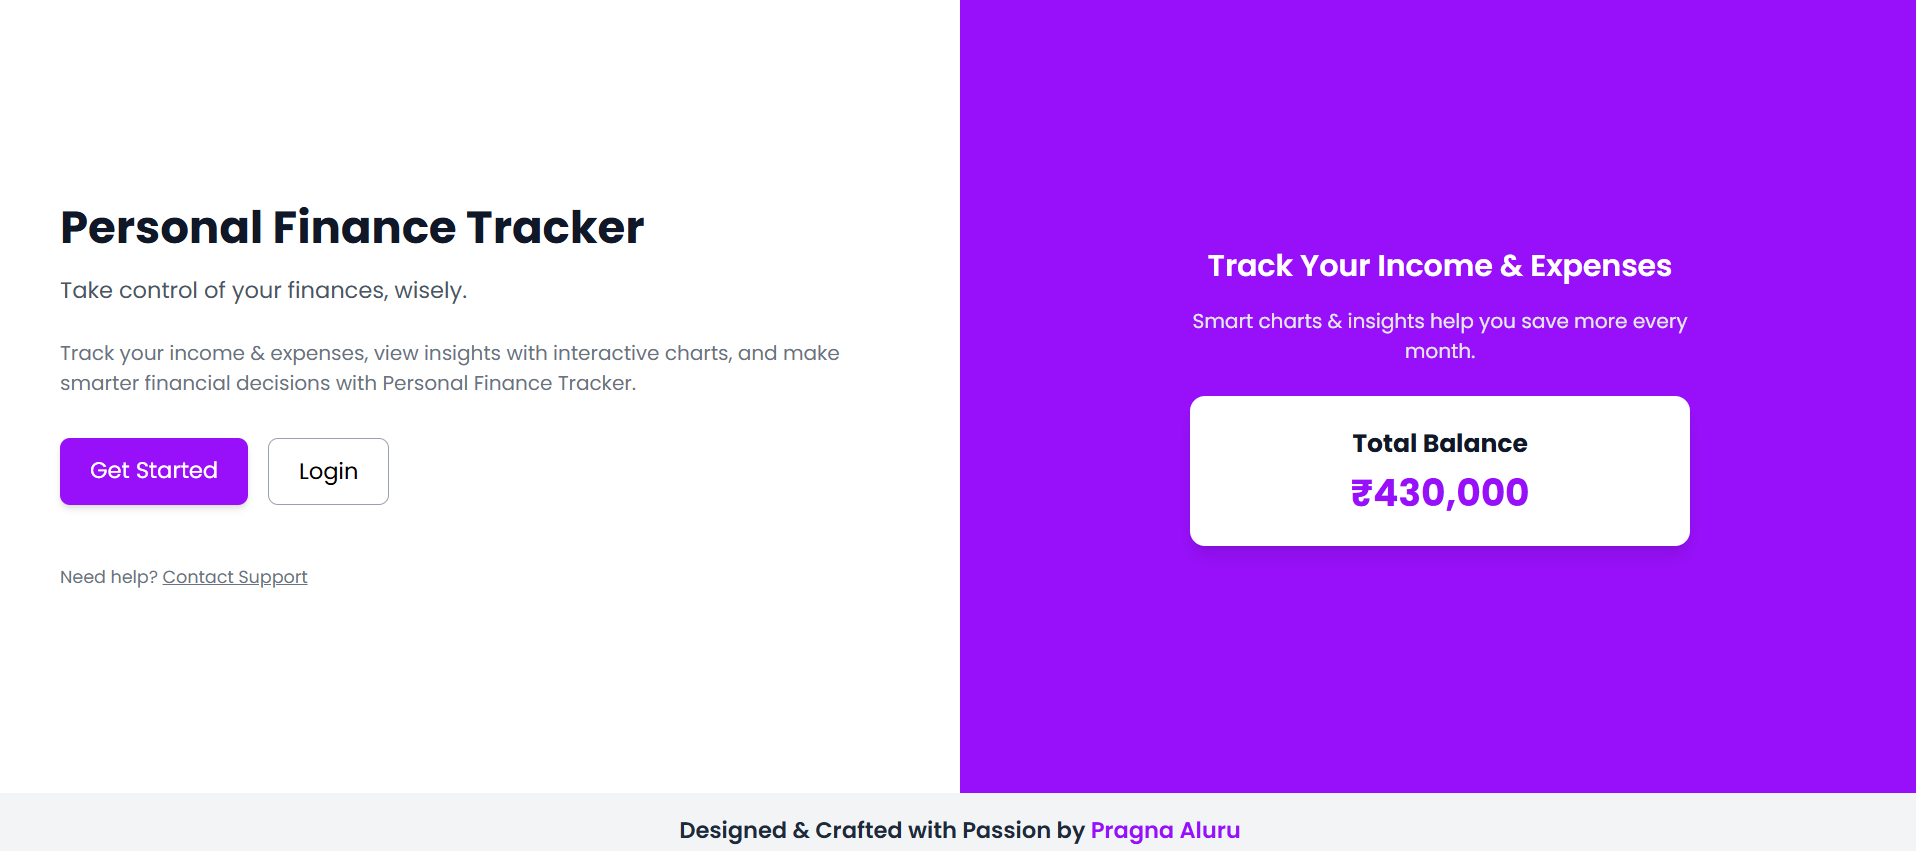 Personal Finance Tracker
Take control of your finances, wisely.
Track your income & expenses, view insights with interactive charts, and make
smarter financial decisions with Personal Finance Tracker.
Get Started
Login
Need help? Contact Support
Track Your Income & Expenses
Smart charts & insights help you save more every
month.
Total Balance
₹430,000
Designed & Crafted with Passion by Pragna Aluru